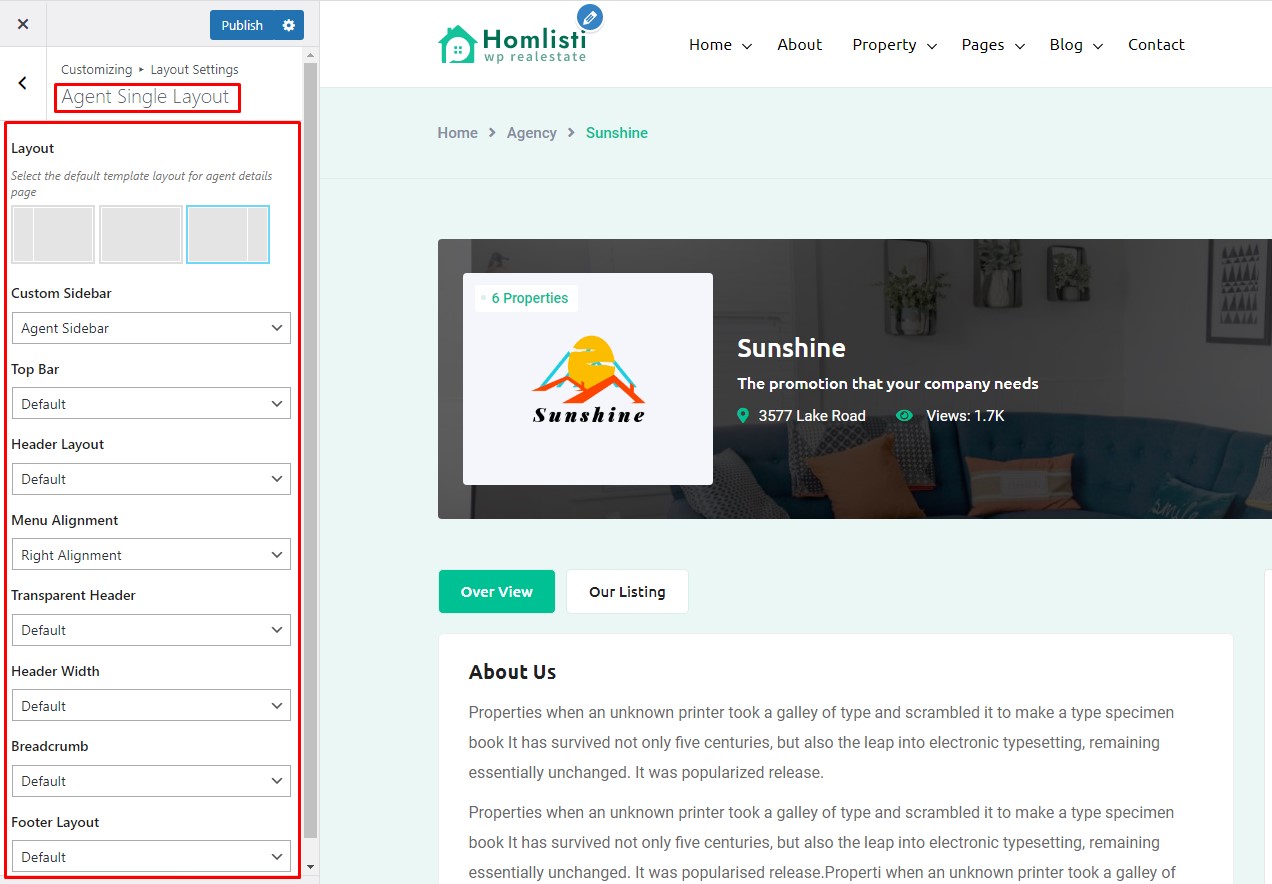 Publish
Customizing ▸ Layout Settings
Agent Single Layout
Layout
Select the default template layout for agent details
page
Custom Sidebar
Agent Sidebar
Top Bar
Default
Header Layout
Default
Menu Alignment
Right Alignment
Transparent Header
Default
Header Width
Default
Breadcrumb
Default
Footer Layout
Default
Homlisti
wp realestate
Home About Property Pages Blog Contact
Home > Agency > Sunshine
6 Properties
Sunshine
Sunshine
The promotion that your company needs
3577 Lake Road Views: 1.7K
smile
Over View Our Listing
About Us
Properties when an unknown printer took a galley of type and scrambled it to make a type specimen
book It has survived not only five centuries, but also the leap into electronic typesetting, remaining
essentially unchanged. It was popularized release.
Properties when an unknown printer took a galley of type and scrambled it to make a type specimen
book It has survived not only five centuries, but also the leap into electronic typesetting, remaining
essentially unchanged. It was popularised release.Properti when an unknown printer took a galley of